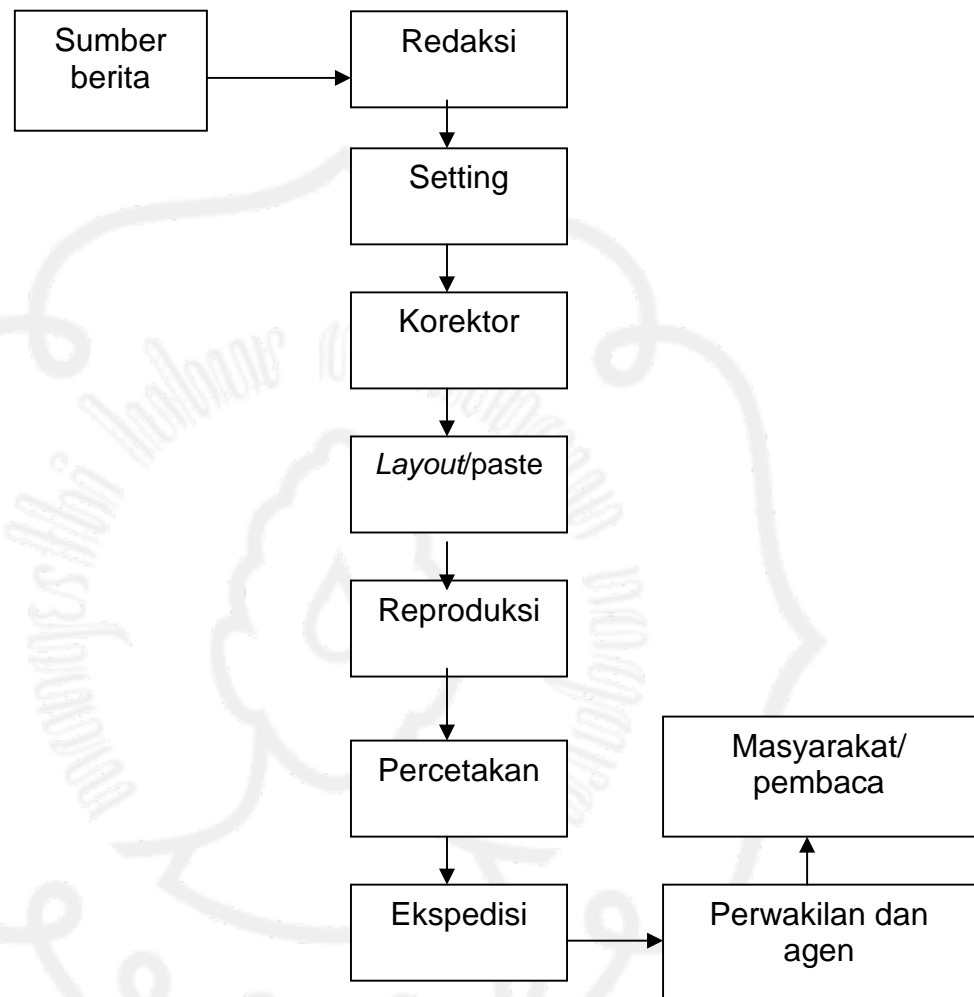 Sumber
berita
Redaksi
Setting
Korektor
Layout/paste
Reproduksi
Percetakan
Masyarakat/
pembaca
Ekspedisi
Perwakilan dan
agen